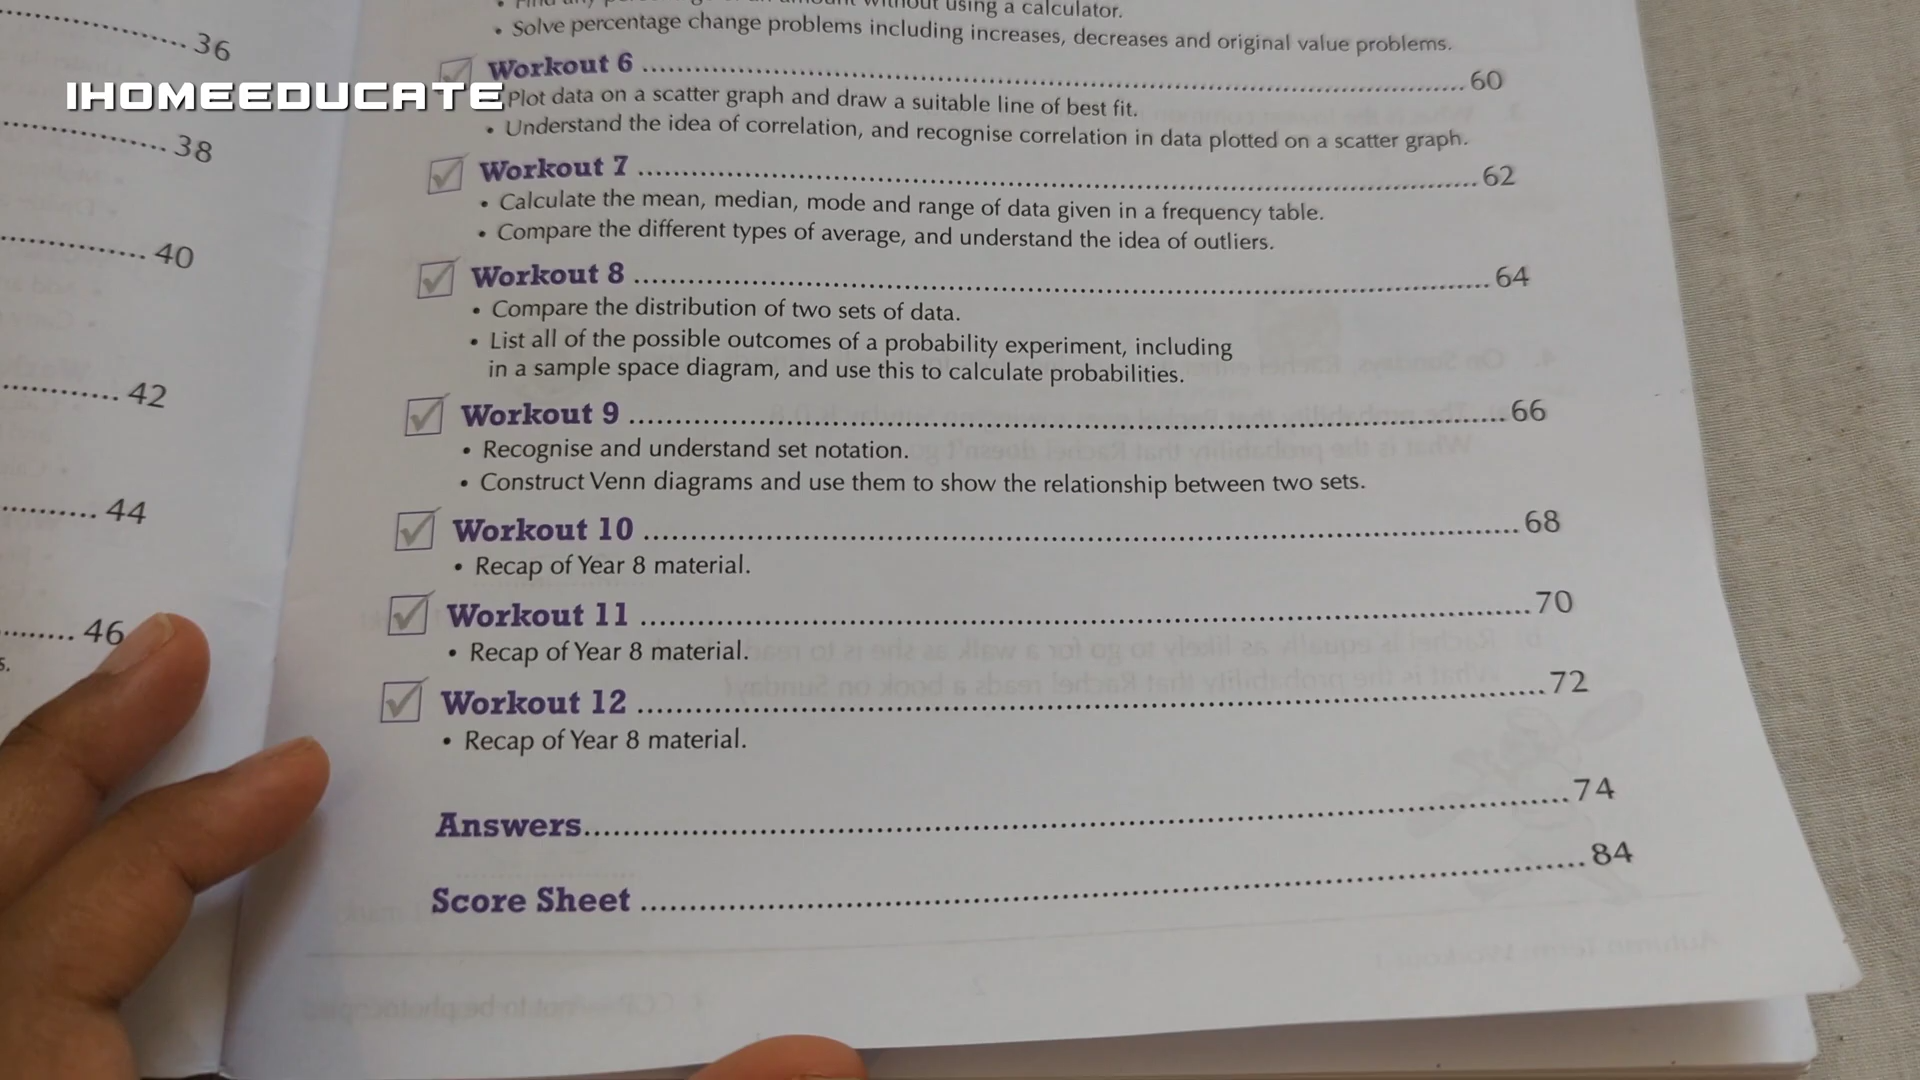 36
38
40
42
44
46
s.
without using a calculator.
• Solve percentage change problems including increases, decreases and original value problems.
Workout 6 ........ 60
IHOMEEDUCATE
Plot data on a scatter graph and draw a suitable line of best fit.
• Understand the idea of correlation, and recognise correlation in data plotted on a scatter graph.
Workout 7 ........ 62
• Calculate the mean, median, mode and range of data given in a frequency table.
• Compare the different types of average, and understand the idea of outliers.
Workout 8 ........ 64
• Compare the distribution of two sets of data.
• List all of the possible outcomes of a probability experiment, including
in a sample space diagram, and use this to calculate probabilities.
Workout 9 ........ 66
• Recognise and understand set notation.
• Construct Venn diagrams and use them to show the relationship between two sets.
Workout 10 ........ 68
• Recap of Year 8 material.
Workout 11 ........ 70
• Recap of Year 8 material.
Workout 12 ........ 72
• Recap of Year 8 material.
Answers ........ 74
Score Sheet ........ 84